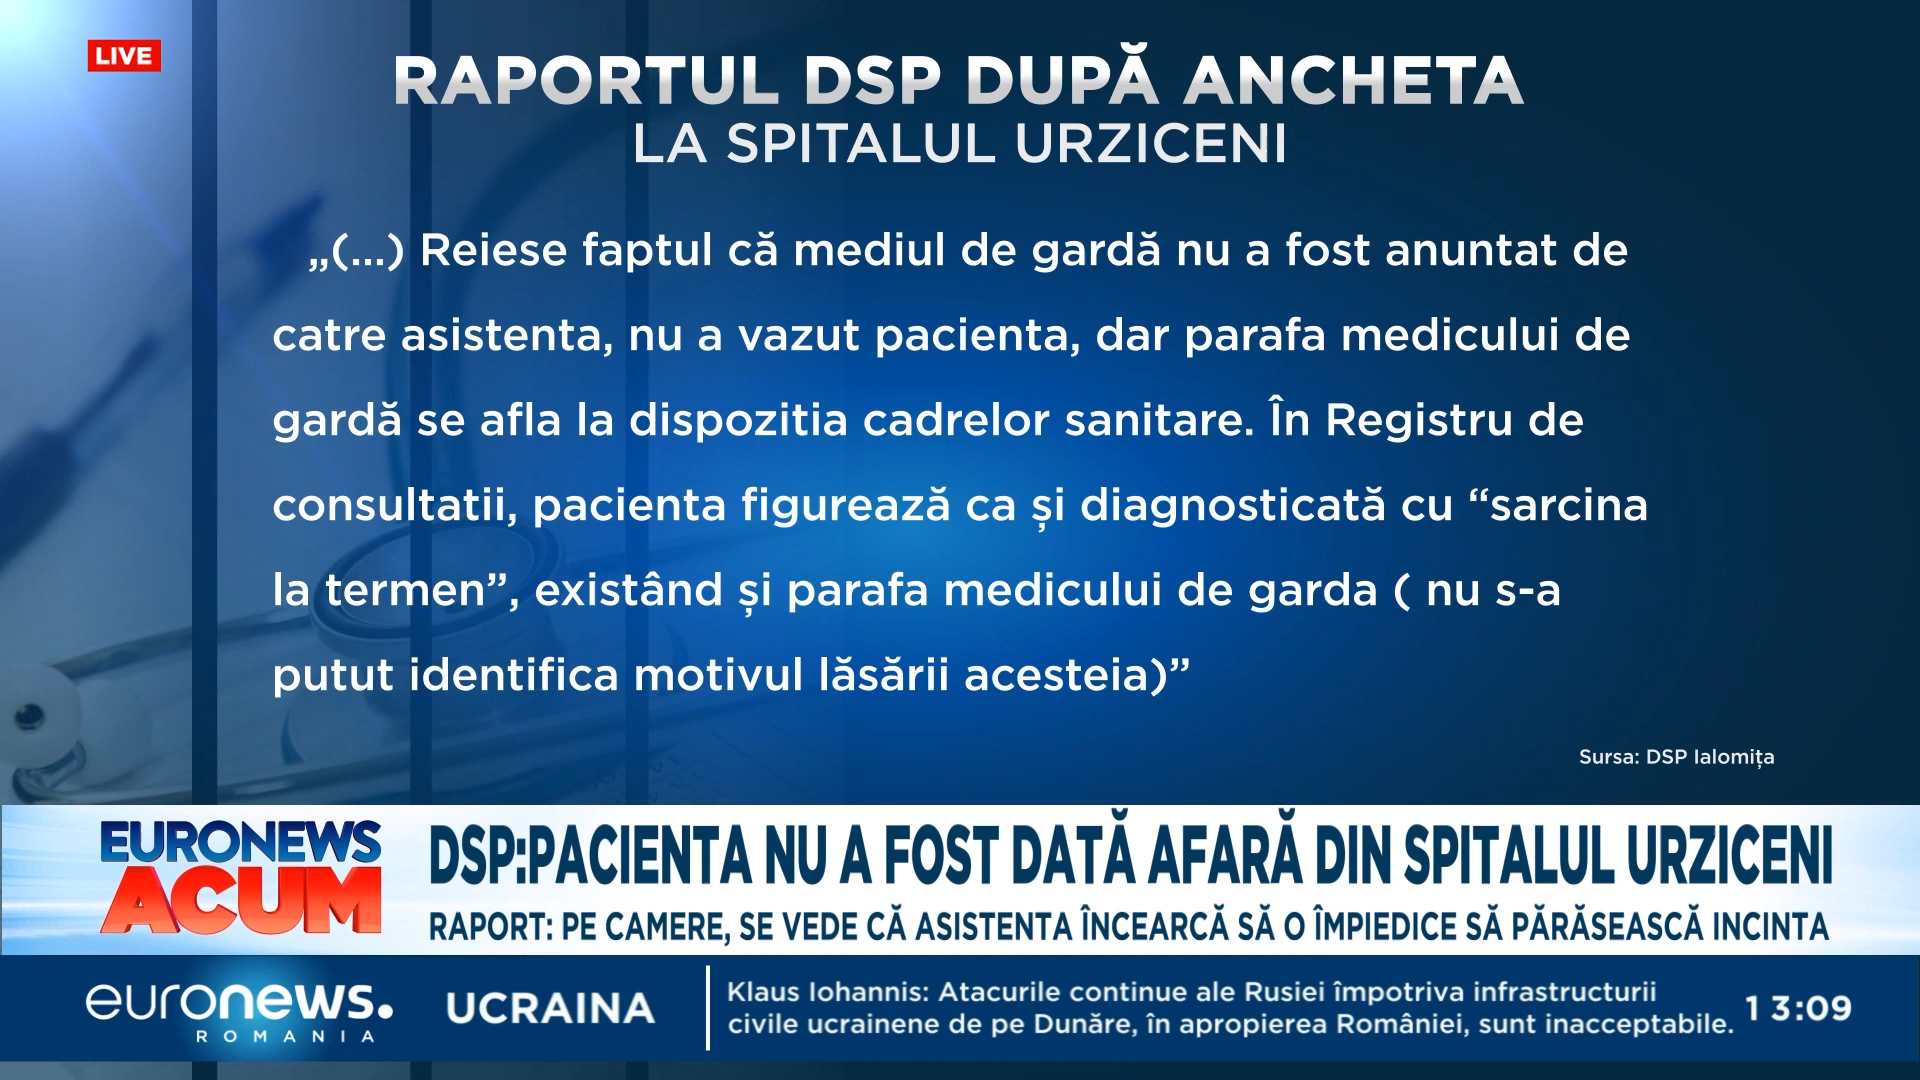 LIVE
RAPORTUL DSP DUPĂ ANCHETA
LA SPITALUL URZICENI
„(...) Reiese faptul că mediul de gardă nu a fost anuntat de
catre asistenta, nu a vazut pacienta, dar parafa medicului de
gardă se afla la dispozitia cadrelor sanitare. În Registru de
consultatii, pacienta figurează ca și diagnosticată cu “sarcina
la termen”, existând și parafa medicului de garda ( nu s-a
putut identifica motivul lăsării acesteia)”
Sursa: DSP Ialomița
EURONEWS
ACUM
DSP:PACIENTA NU A FOST DATĂ AFARĂ DIN SPITALUL URZICENI
RAPORT: PE CAMERE, SE VEDE CĂ ASISTENTA ÎNCEARCĂ SĂ O ÎMPIEDICE SĂ PĂRĂSEASCĂ INCINTA
euronews.
ROMANIA
UCRAINA
Klaus Iohannis: Atacurile continue ale Rusiei împotriva infrastructurii
civile ucrainene de pe Dunăre, în apropierea României, sunt inacceptabile.
13:09